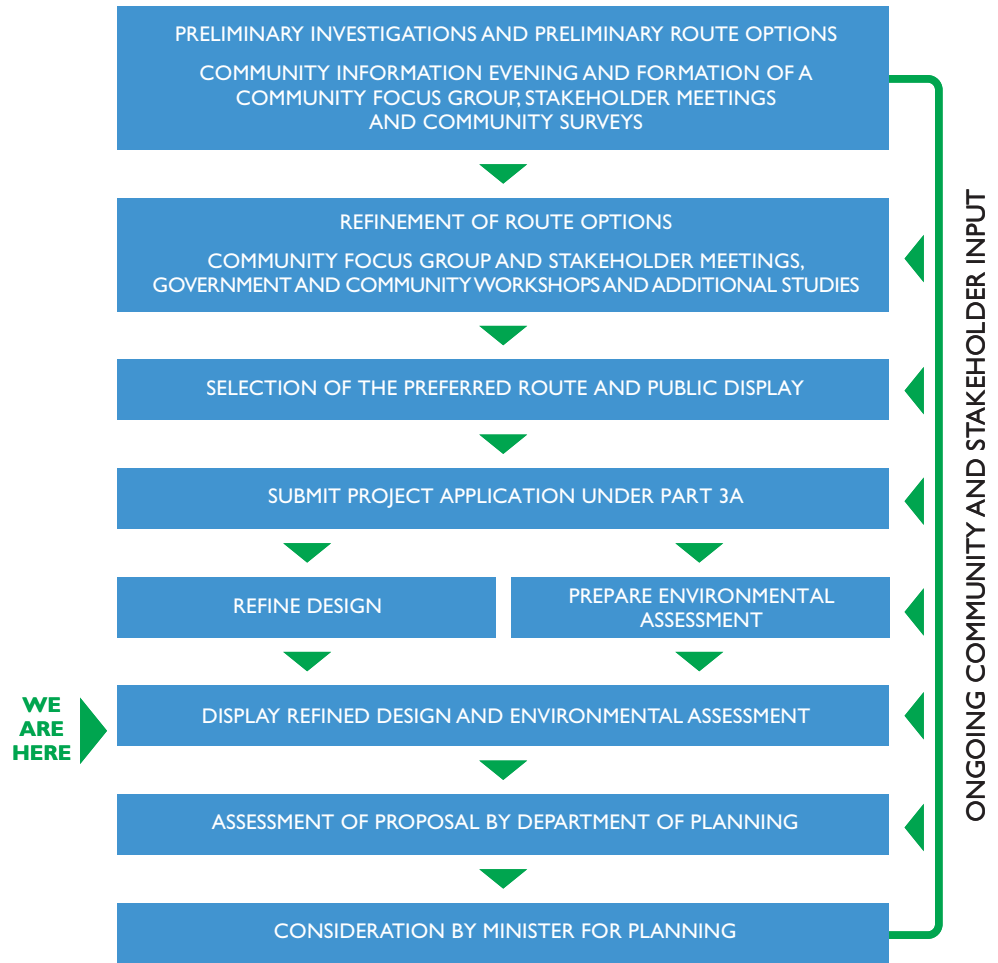 PRELIMINARY INVESTIGATIONS AND PRELIMINARY ROUTE OPTIONS
COMMUNITY INFORMATION EVENING AND FORMATION OF A
COMMUNITY FOCUS GROUP, STAKEHOLDER MEETINGS
AND COMMUNITY SURVEYS
REFINEMENT OF ROUTE OPTIONS
COMMUNITY FOCUS GROUP AND STAKEHOLDER MEETINGS,
GOVERNMENT AND COMMUNITY WORKSHOPS AND ADDITIONAL STUDIES
SELECTION OF THE PREFERRED ROUTE AND PUBLIC DISPLAY
SUBMIT PROJECT APPLICATION UNDER PART 3A
REFINE DESIGN
PREPARE ENVIRONMENTAL
ASSESSMENT
WE
ARE
HERE
DISPLAY REFINED DESIGN AND ENVIRONMENTAL ASSESSMENT
ASSESSMENT OF PROPOSAL BY DEPARTMENT OF PLANNING
CONSIDERATION BY MINISTER FOR PLANNING
ONGOING COMMUNITY AND STAKEHOLDER INPUT